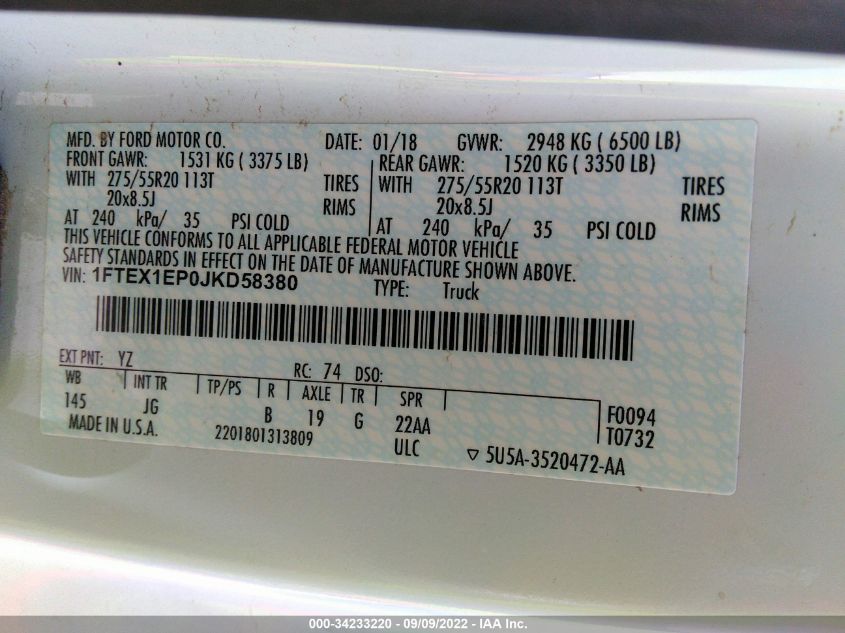 MFD. BY FORD MOTOR CO. DATE: 01/18 GVWR: 2948 KG ( 6500 LB)
FRONT GAWR: 1531 KG ( 3375 LB) REAR GAWR: 1520 KG ( 3350 LB)
WITH 275/55R20 113T TIRES WITH 275/55R20 113T TIRES
20x8.5J RIMS 20x8.5J RIMS
AT 240 kPa/ 35 PSI COLD AT 240 kPa/ 35 PSI COLD
THIS VEHICLE CONFORMS TO ALL APPLICABLE FEDERAL MOTOR VEHICLE
SAFETY STANDARDS IN EFFECT ON THE DATE OF MANUFACTURE SHOWN ABOVE.
VIN: 1FTEX1EP0JKD58380 TYPE: Truck
EXT PNT: YZ RC: 74 DSO:
WB INT TR TP/PS R AXLE TR SPR
145 JG B 19 G 22AA F0094
MADE IN U.S.A. 2201801313809 ULC T0732
▽ 5U5A-3520472-AA
000-34233220 - 09/09/2022 - IAA Inc.